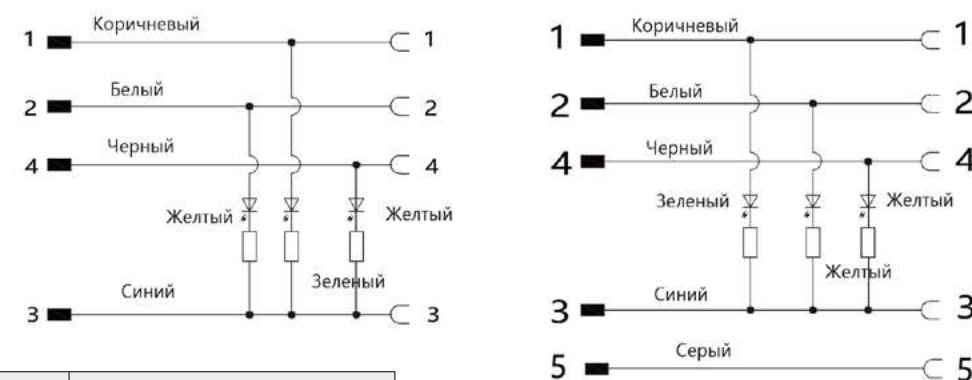 1 Коричневый 1
2 Белый 2
4 Черный 4
Желтый Желтый
Зеленый
3 Синий 3
1 Коричневый 1
2 Белый 2
4 Черный 4
Зеленый Желтый
Желтый
3 Синий 3
5 Серый 5